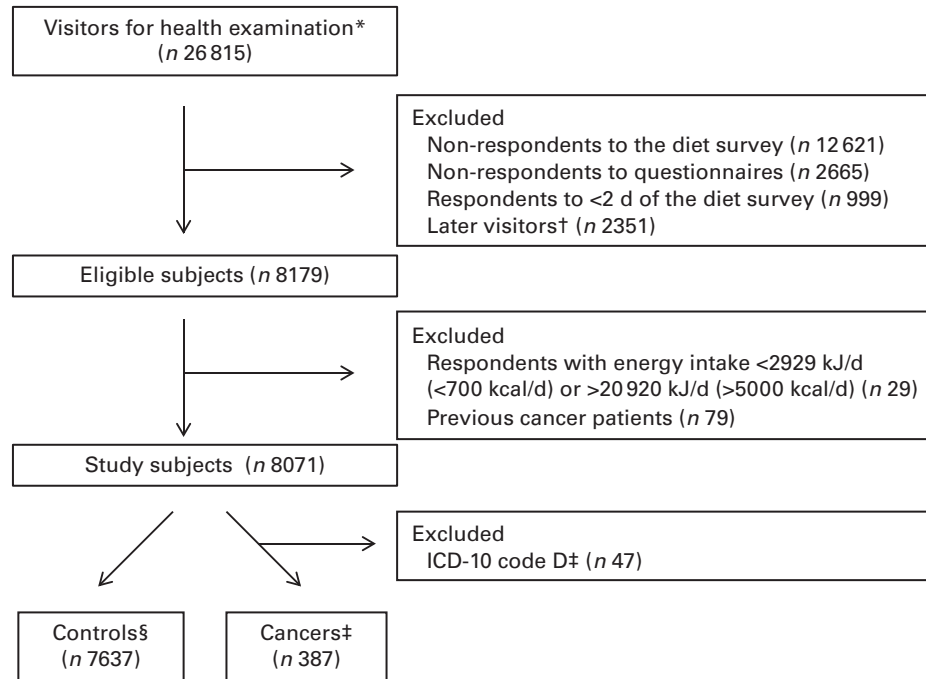 Visitors for health examination*
(n 26 815)
Excluded
Non-respondents to the diet survey (n 12 621)
Non-respondents to questionnaires (n 2665)
Respondents to <2 d of the diet survey (n 999)
Later visitors† (n 2351)
Eligible subjects (n 8179)
Excluded
Respondents with energy intake <2929 kJ/d
(<700 kcal/d) or >20 920 kJ/d (>5000 kcal/d) (n 29)
Previous cancer patients (n 79)
Study subjects (n 8071)
Excluded
ICD-10 code D‡ (n 47)
Controls§
(n 7637)
Cancers‡
(n 387)